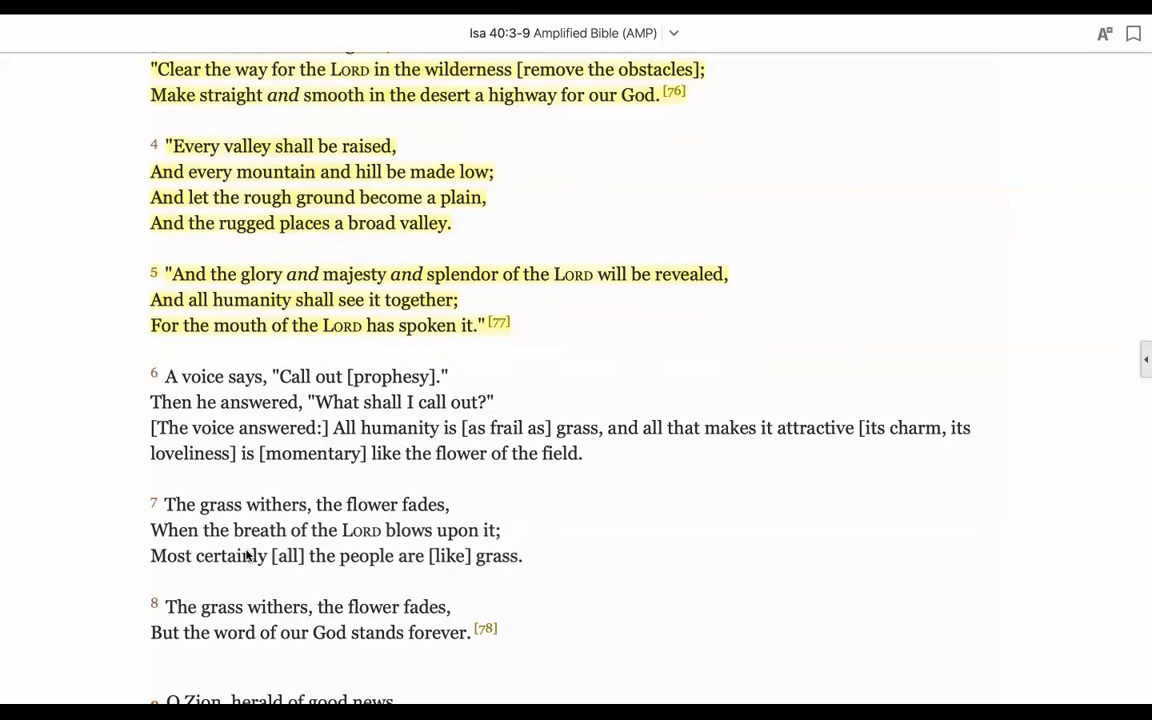 Isa 40:3-9 Amplified Bible (AMP)
"Clear the way for the LORD in the wilderness [remove the obstacles];
Make straight and smooth in the desert a highway for our God. [76]
4 "Every valley shall be raised,
And every mountain and hill be made low;
And let the rough ground become a plain,
And the rugged places a broad valley.
5 "And the glory and majesty and splendor of the LORD will be revealed,
And all humanity shall see it together;
For the mouth of the LORD has spoken it." [77]
6 A voice says, "Call out [prophesy]."
Then he answered, "What shall I call out?"
[The voice answered:] All humanity is [as frail as] grass, and all that makes it attractive [its charm, its
loveliness] is [momentary] like the flower of the field.
7 The grass withers, the flower fades,
When the breath of the LORD blows upon it;
Most certainly [all] the people are [like] grass.
8 The grass withers, the flower fades,
But the word of our God stands forever. [78]
9 O Zion, herald of good news,